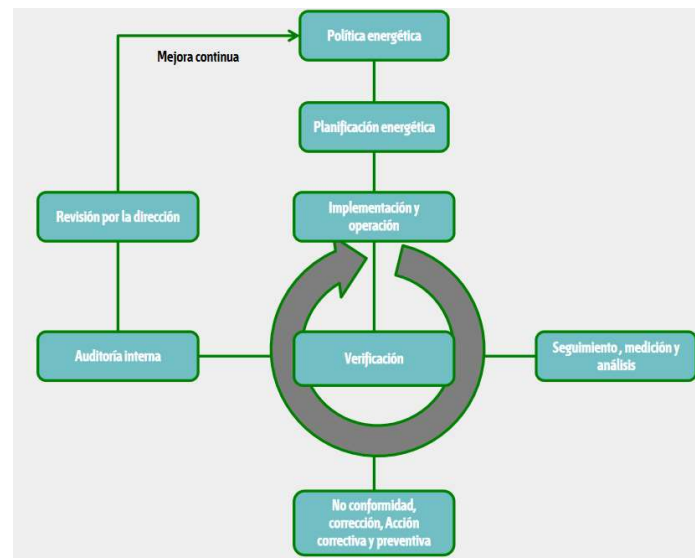 Política energética
Mejora continua
Planificación energética
Revisión por la dirección
Implementación y
operación
Auditoría interna
Verificación
Seguimiento , medición y
análisis
No conformidad,
corrección, Acción
correctiva y preventiva